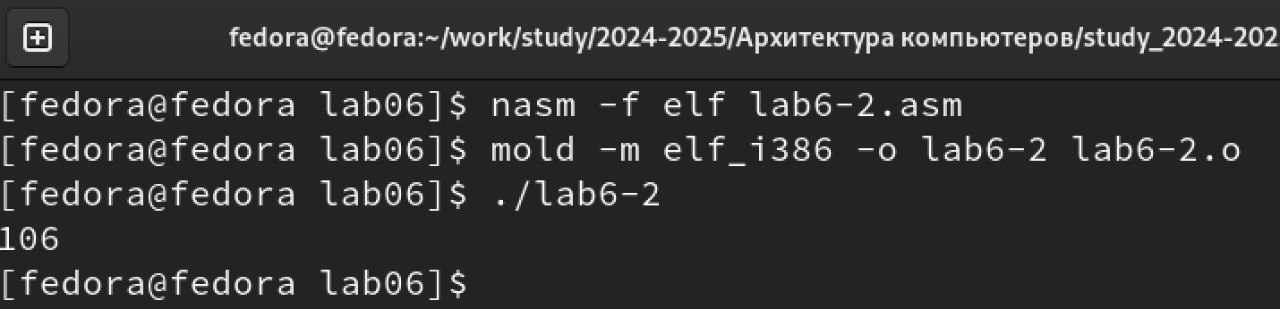 fedora@fedora:~/work/study/2024-2025/Архитектура компьютеров/study_2024-202
[fedora@fedora lab06]$ nasm -f elf lab6-2.asm
[fedora@fedora lab06]$ mold -m elf_i386 -o lab6-2 lab6-2.o
[fedora@fedora lab06]$ ./lab6-2
106
[fedora@fedora lab06]$